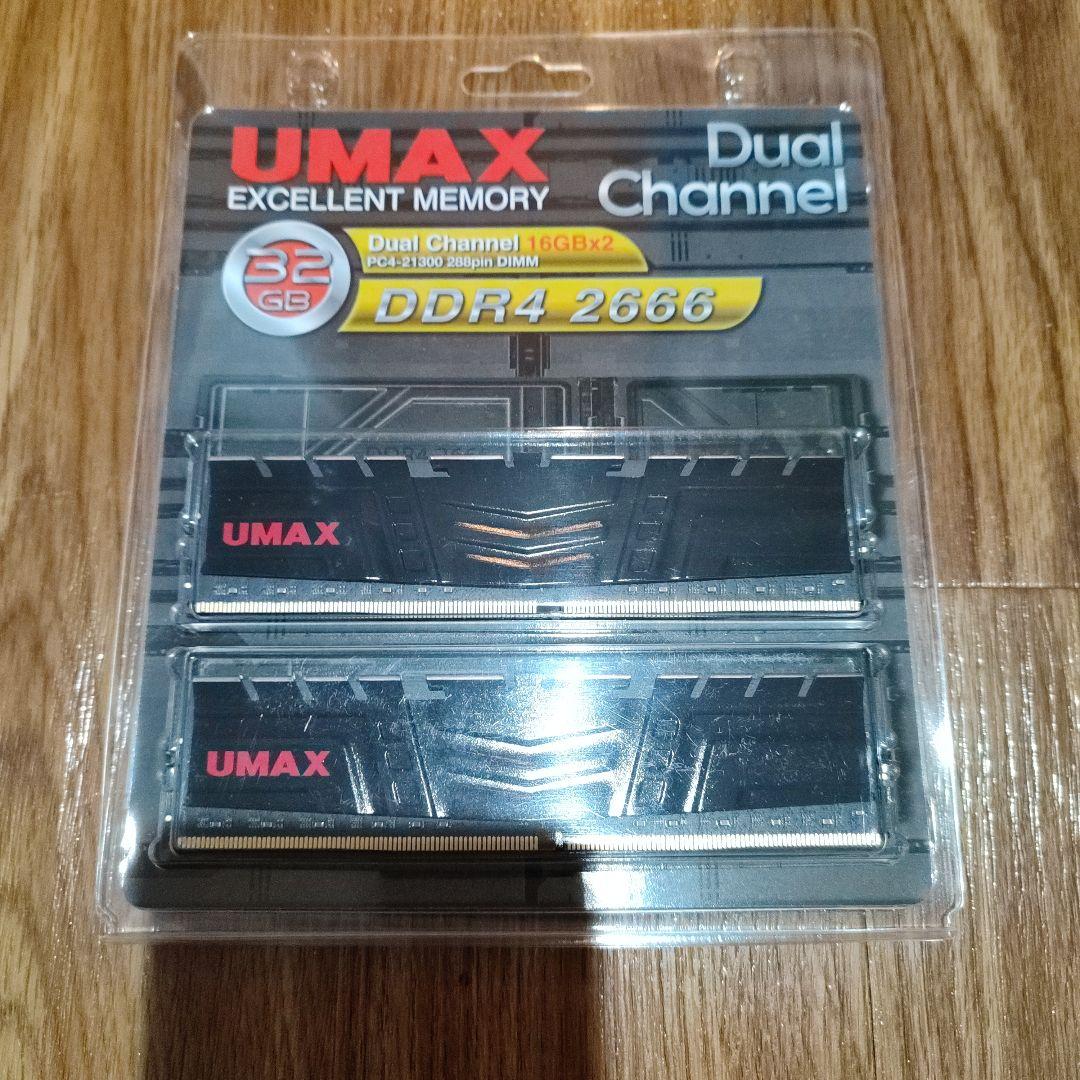 UMAX
EXCELLENT MEMORY
Dual
Channel
32
GB
Dual Channel 16GBx2
PC4-21300 288pin DIMM
DDR4 2666
UMAX
UMAX